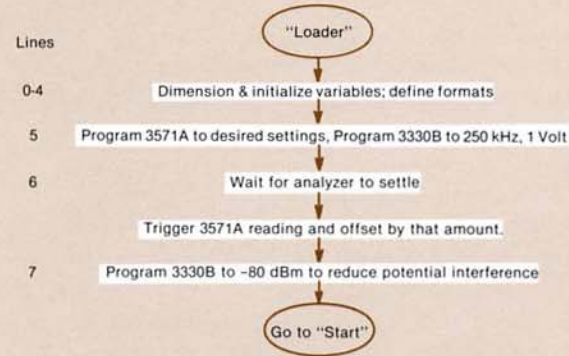 "Loader"
Lines
0-4 Dimension & initialize variables; define formats
5 Program 3571A to desired settings, Program 3330B to 250 kHz, 1 Volt
6 Wait for analyzer to settle
Trigger 3571A reading and offset by that amount.
7 Program 3330B to -80 dBm to reduce potential interference
Go to "Start"